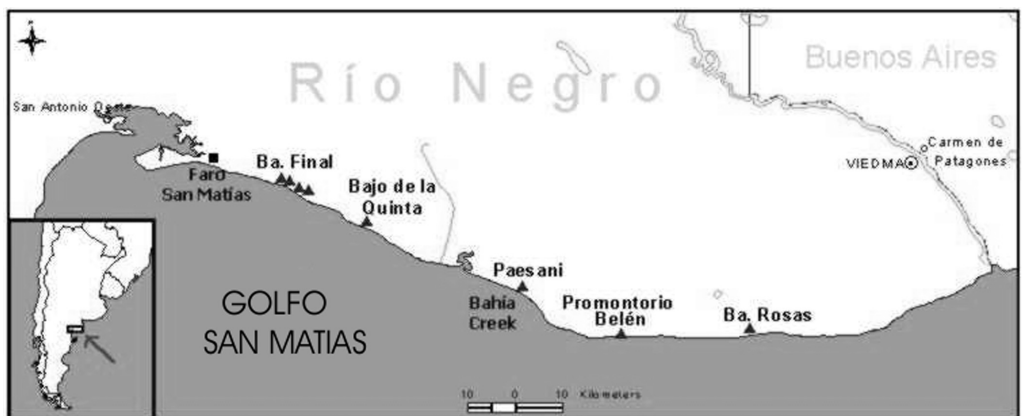 Río Negro
Buenos Aires
San Antonio Oeste
Faro
San Matías
Ba. Final
Bajo de la
Quinta
Carmen de
Patagones
VIEDMA
Paesani
Bahía
Creek
Promontorio
Belén
Ba. Rosas
GOLFO
SAN MATIAS
10 0 10 Kilometers